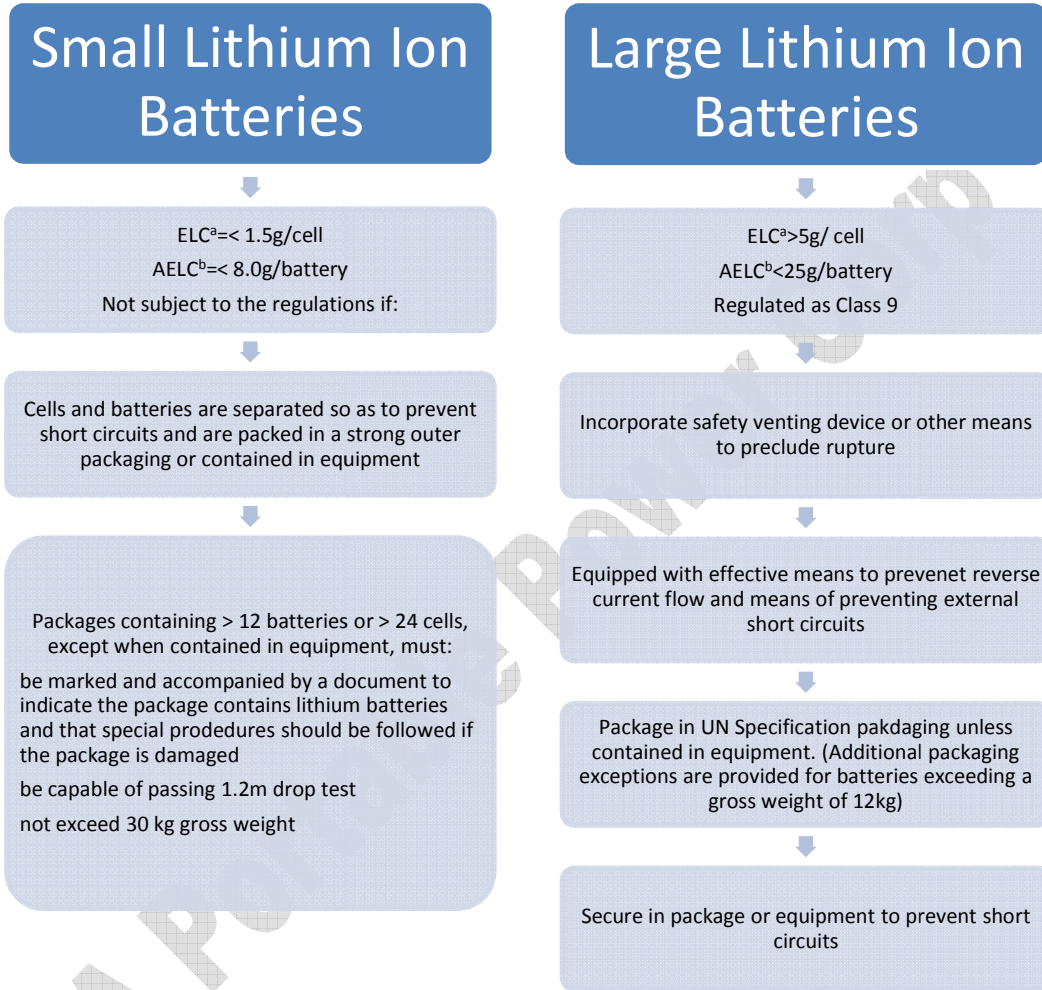 Small Lithium Ion
Batteries
ELCᵃ=< 1.5g/cell
AELCᵇ=< 8.0g/battery
Not subject to the regulations if:
Cells and batteries are separated so as to prevent
short circuits and are packed in a strong outer
packaging or contained in equipment
Packages containing > 12 batteries or > 24 cells,
except when contained in equipment, must:
be marked and accompanied by a document to
indicate the package contains lithium batteries
and that special prodedures should be followed if
the package is damaged
be capable of passing 1.2m drop test
not exceed 30 kg gross weight
Large Lithium Ion
Batteries
ELCᵃ>5g/ cell
AELCᵇ<25g/battery
Regulated as Class 9
Incorporate safety venting device or other means
to preclude rupture
Equipped with effective means to prevenet reverse
current flow and means of preventing external
short circuits
Package in UN Specification pakdaging unless
contained in equipment. (Additional packaging
exceptions are provided for batteries exceeding a
gross weight of 12kg)
Secure in package or equipment to prevent short
circuits
Power Corp